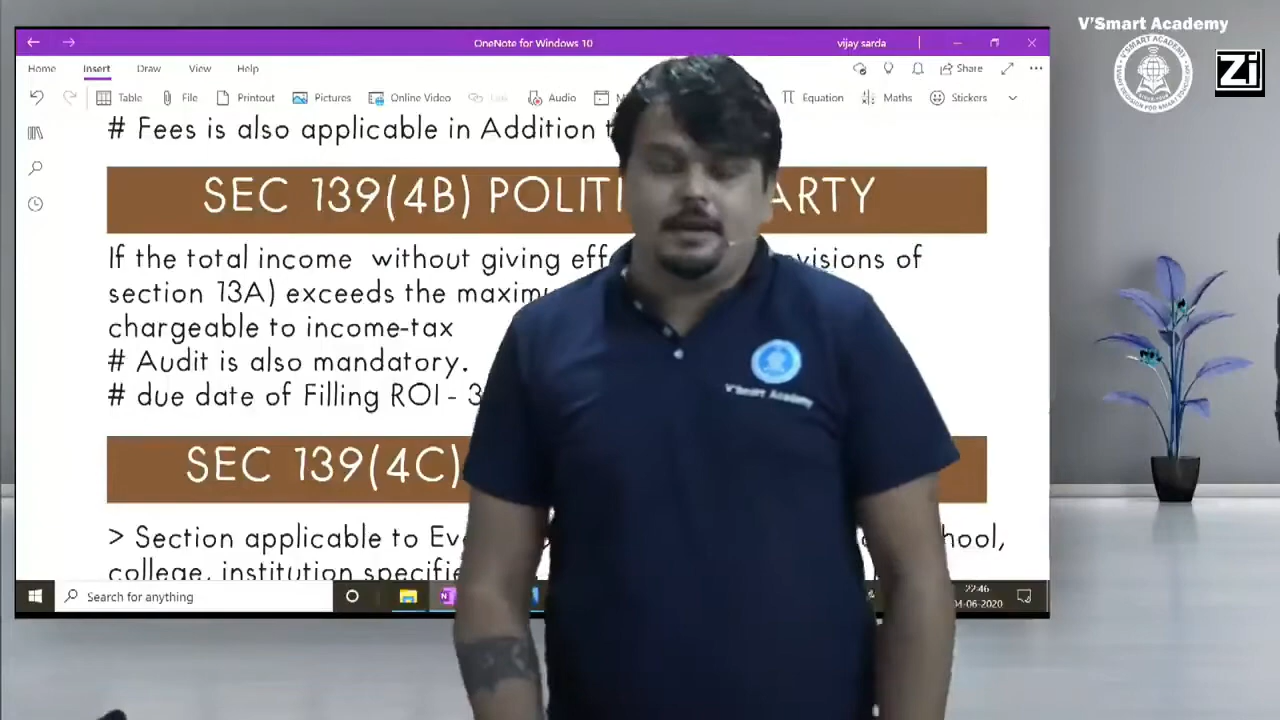 V'Smart Academy
OneNote for Windows 10
vijay sarda
Home Insert Draw View Help
Share
Table File Printout Pictures Online Video Link Audio Equation Maths Stickers
# Fees is also applicable in Addition
SEC 139(4B) POLITI ARTY
If the total income without giving eff visions of
section 13A) exceeds the maximu
chargeable to income-tax
# Audit is also mandatory.
# due date of Filling ROI - 3
SEC 139(4C)
> Section applicable to Ev hool,
college, institution specifie
Search for anything
22:46
04-06-2020
V'Smart Academy
Zi